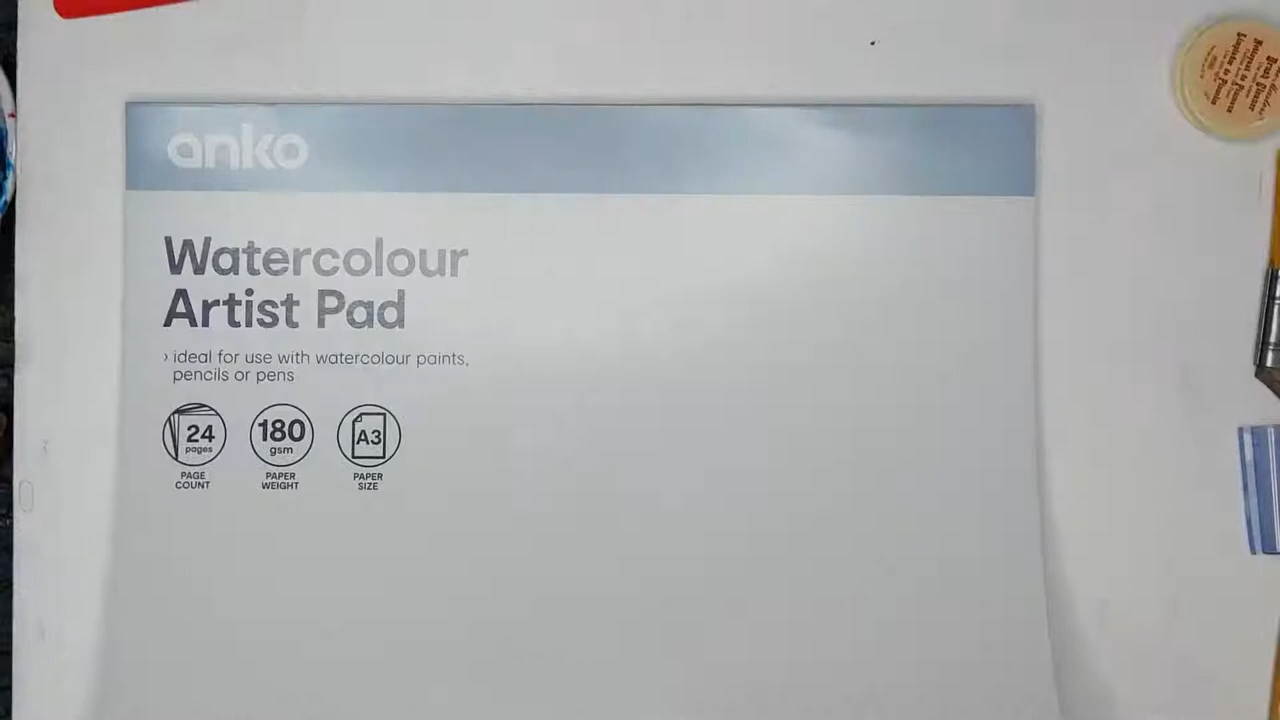 anko
Watercolour
Artist Pad
› ideal for use with watercolour paints,
pencils or pens
24
pages
PAGE
COUNT
180
gsm
PAPER
WEIGHT
A3
PAPER
SIZE